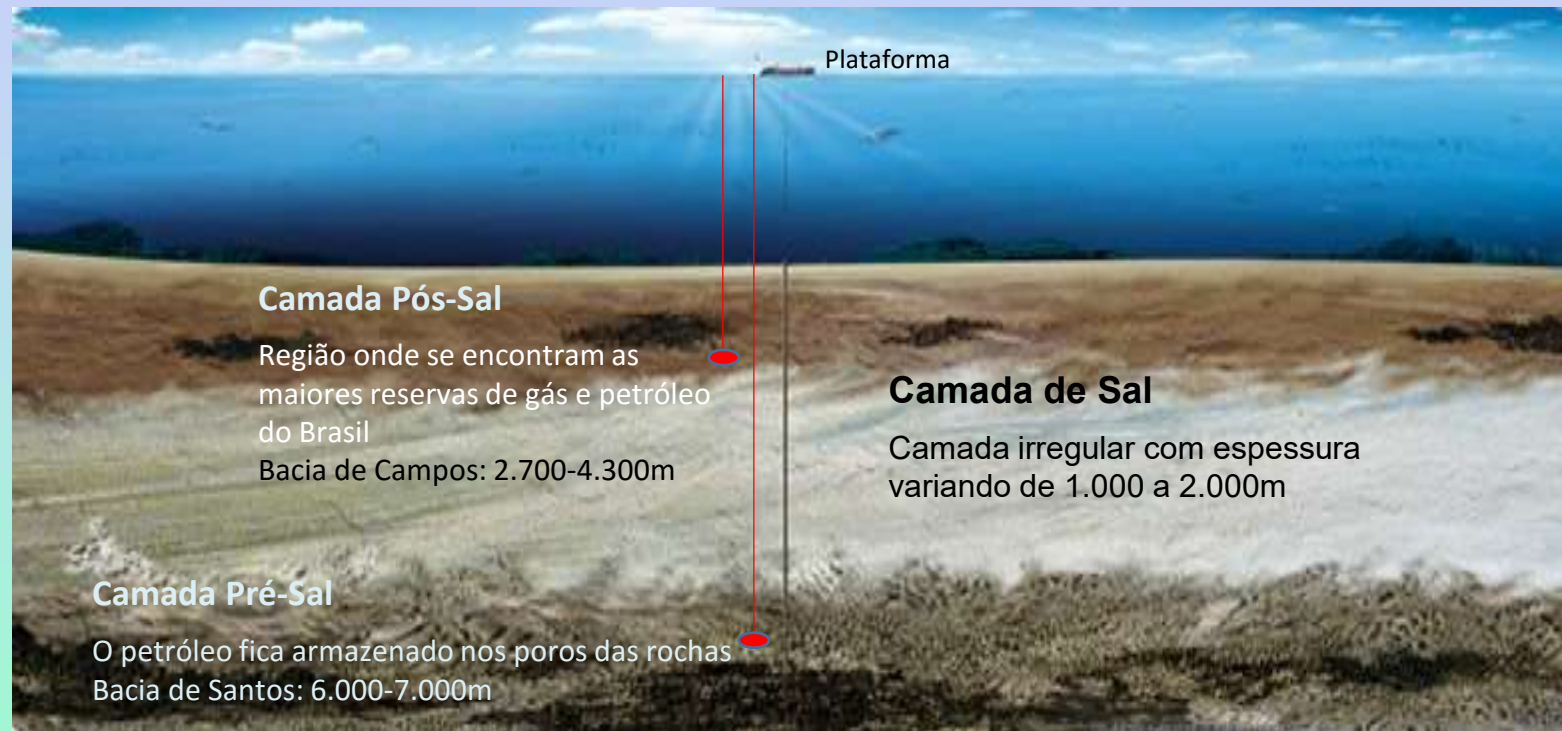 Plataforma
Camada Pós-Sal
Região onde se encontram as
maiores reservas de gás e petróleo
do Brasil
Bacia de Campos: 2.700-4.300m
Camada de Sal
Camada irregular com espessura
variando de 1.000 a 2.000m
Camada Pré-Sal
O petróleo fica armazenado nos poros das rochas
Bacia de Santos: 6.000-7.000m